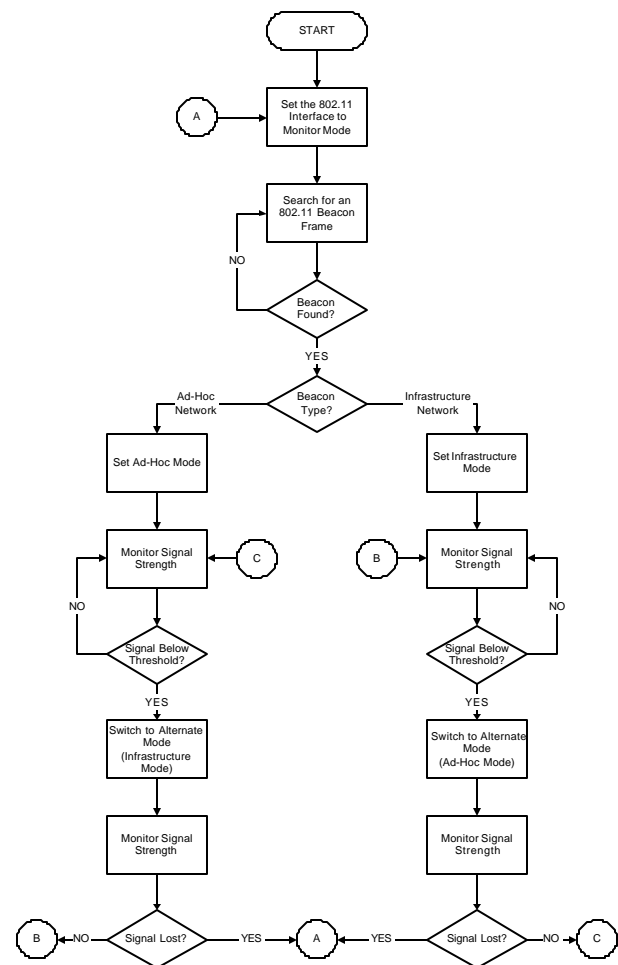 START
A
Set the 802.11
Interface to
Monitor Mode
Search for an
802.11 Beacon
Frame
NO
Beacon
Found?
YES
Ad-Hoc
Network
Beacon
Type?
Infrastructure
Network
Set Ad-Hoc Mode
Set Infrastructure
Mode
Monitor Signal
Strength
C
B
Monitor Signal
Strength
NO
NO
Signal Below
Threshold?
Signal Below
Threshold?
YES
YES
Switch to Alternate
Mode
(Infrastructure
Mode)
Switch to Alternate
Mode
(Ad-Hoc Mode)
Monitor Signal
Strength
Monitor Signal
Strength
B
NO
Signal Lost?
YES
A
YES
Signal Lost?
NO
C